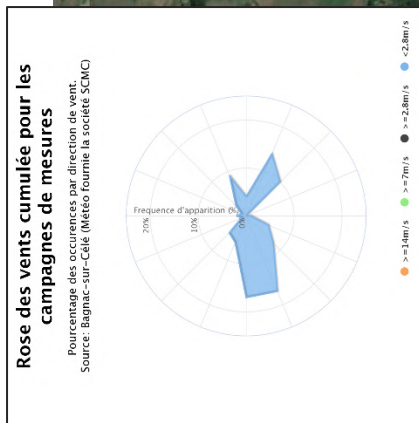 Rose des vents cumulée pour les
campagnes de mesures
Pourcentage des occurences par direction de vent.
Source: Bagnac-sur-Célé (Météo fournie la société SCMC)
Frequence d'apparition (%)
20%
10%
0%
>=14m/s
>=7m/s
>=2.8m/s
<2.8m/s